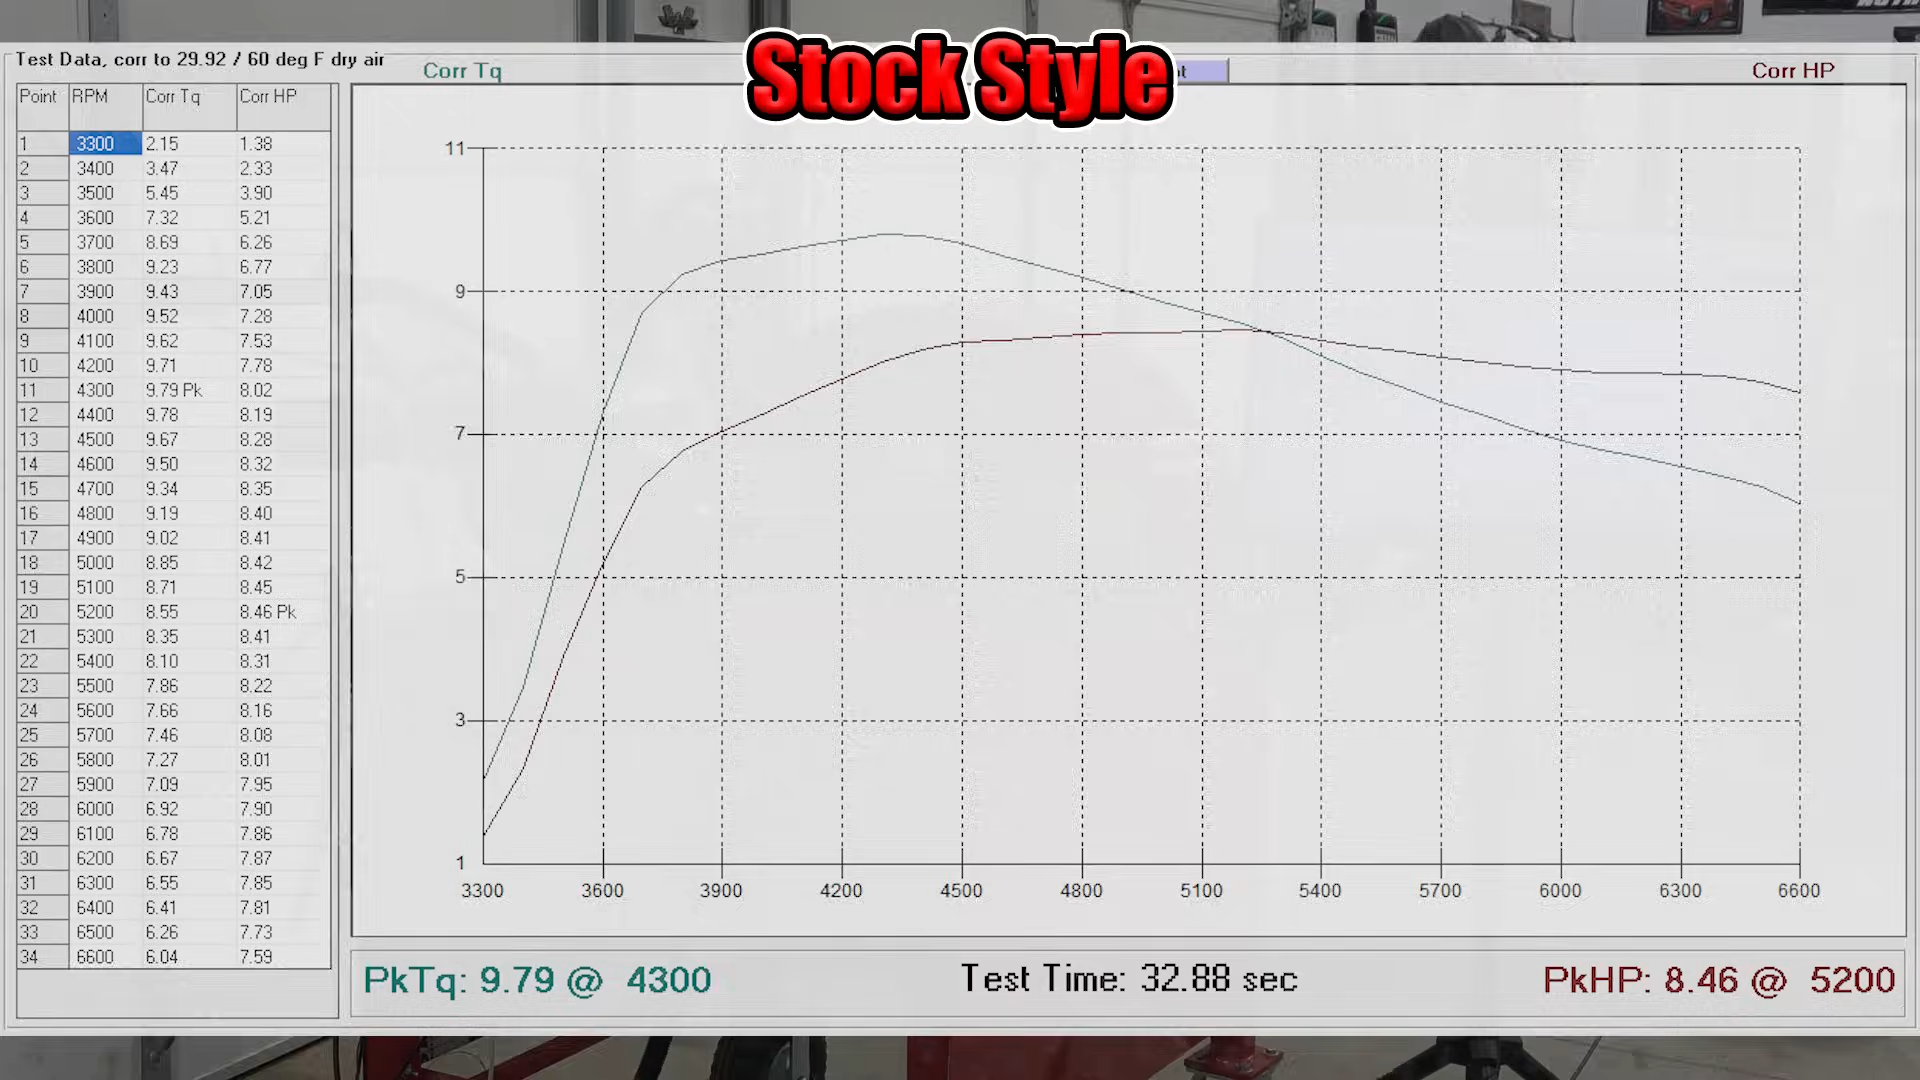 Stock Style
Test Data, corr to 29.92 / 60 deg F dry air
Point RPM Corr Tq Corr HP
1 3300 2.15 1.38
2 3400 3.47 2.33
3 3500 5.45 3.90
4 3600 7.32 5.21
5 3700 8.69 6.26
6 3800 9.23 6.77
7 3900 9.43 7.05
8 4000 9.52 7.28
9 4100 9.62 7.53
10 4200 9.71 7.78
11 4300 9.79 Pk 8.02
12 4400 9.78 8.19
13 4500 9.67 8.28
14 4600 9.50 8.32
15 4700 9.34 8.35
16 4800 9.19 8.40
17 4900 9.02 8.41
18 5000 8.85 8.42
19 5100 8.71 8.45
20 5200 8.55 8.46 Pk
21 5300 8.35 8.41
22 5400 8.10 8.31
23 5500 7.86 8.22
24 5600 7.66 8.16
25 5700 7.46 8.08
26 5800 7.27 8.01
27 5900 7.09 7.95
28 6000 6.92 7.90
29 6100 6.78 7.86
30 6200 6.67 7.87
31 6300 6.55 7.85
32 6400 6.41 7.81
33 6500 6.26 7.73
34 6600 6.04 7.59
Corr Tq Corr HP
11
9
7
5
3
1
3300 3600 3900 4200 4500 4800 5100 5400 5700 6000 6300 6600
PkTq: 9.79 @ 4300 Test Time: 32.88 sec PkHP: 8.46 @ 5200